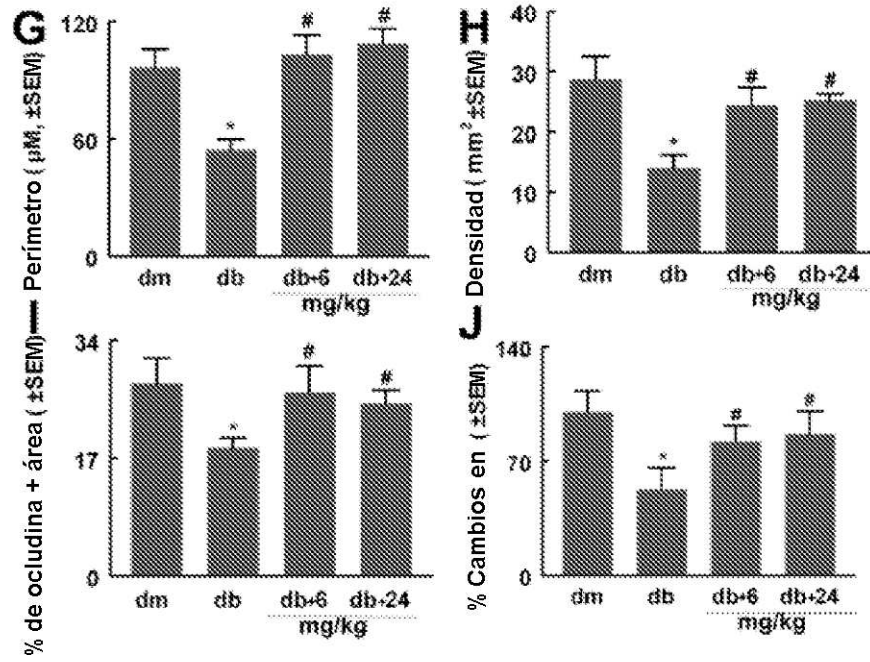 G
Perímetro ( µM, ±SEM)
120
60
0
* # #
dm db db+6 db+24
mg/kg
H
Densidad ( mm² ±SEM)
40
30
20
10
0
* # #
dm db db+6 db+24
mg/kg
I
% de ocludina + área ( ±SEM)
34
17
0
* # #
dm db db+6 db+24
mg/kg
J
% Cambios en ( ±SEM)
140
70
0
* # #
dm db db+6 db+24
mg/kg